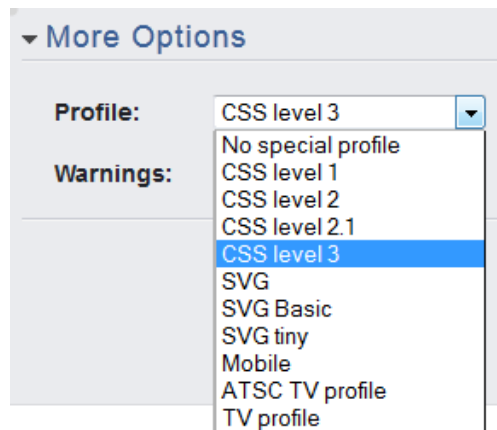 More Options
Profile: CSS level 3
No special profile
Warnings: CSS level 1
CSS level 2
CSS level 2.1
CSS level 3
SVG
SVG Basic
SVG tiny
Mobile
ATSC TV profile
TV profile